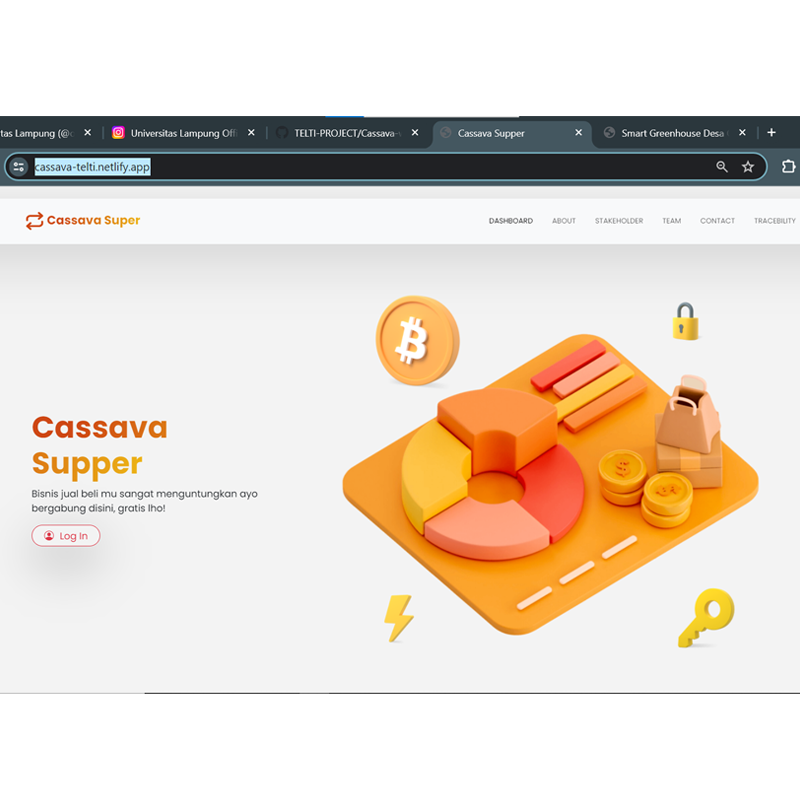 tas Lampung (@
Universitas Lampung Off
TELTI-PROJECT/Cassava-
Cassava Supper
Smart Greenhouse Desa
cassava-telti.netlify.app
Cassava Super
DASHBOARD
ABOUT
STAKEHOLDER
TEAM
CONTACT
TRACEBILITY
Cassava
Supper
Bisnis jual beli mu sangat menguntungkan ayo
bergabung disini, gratis lho!
Log In